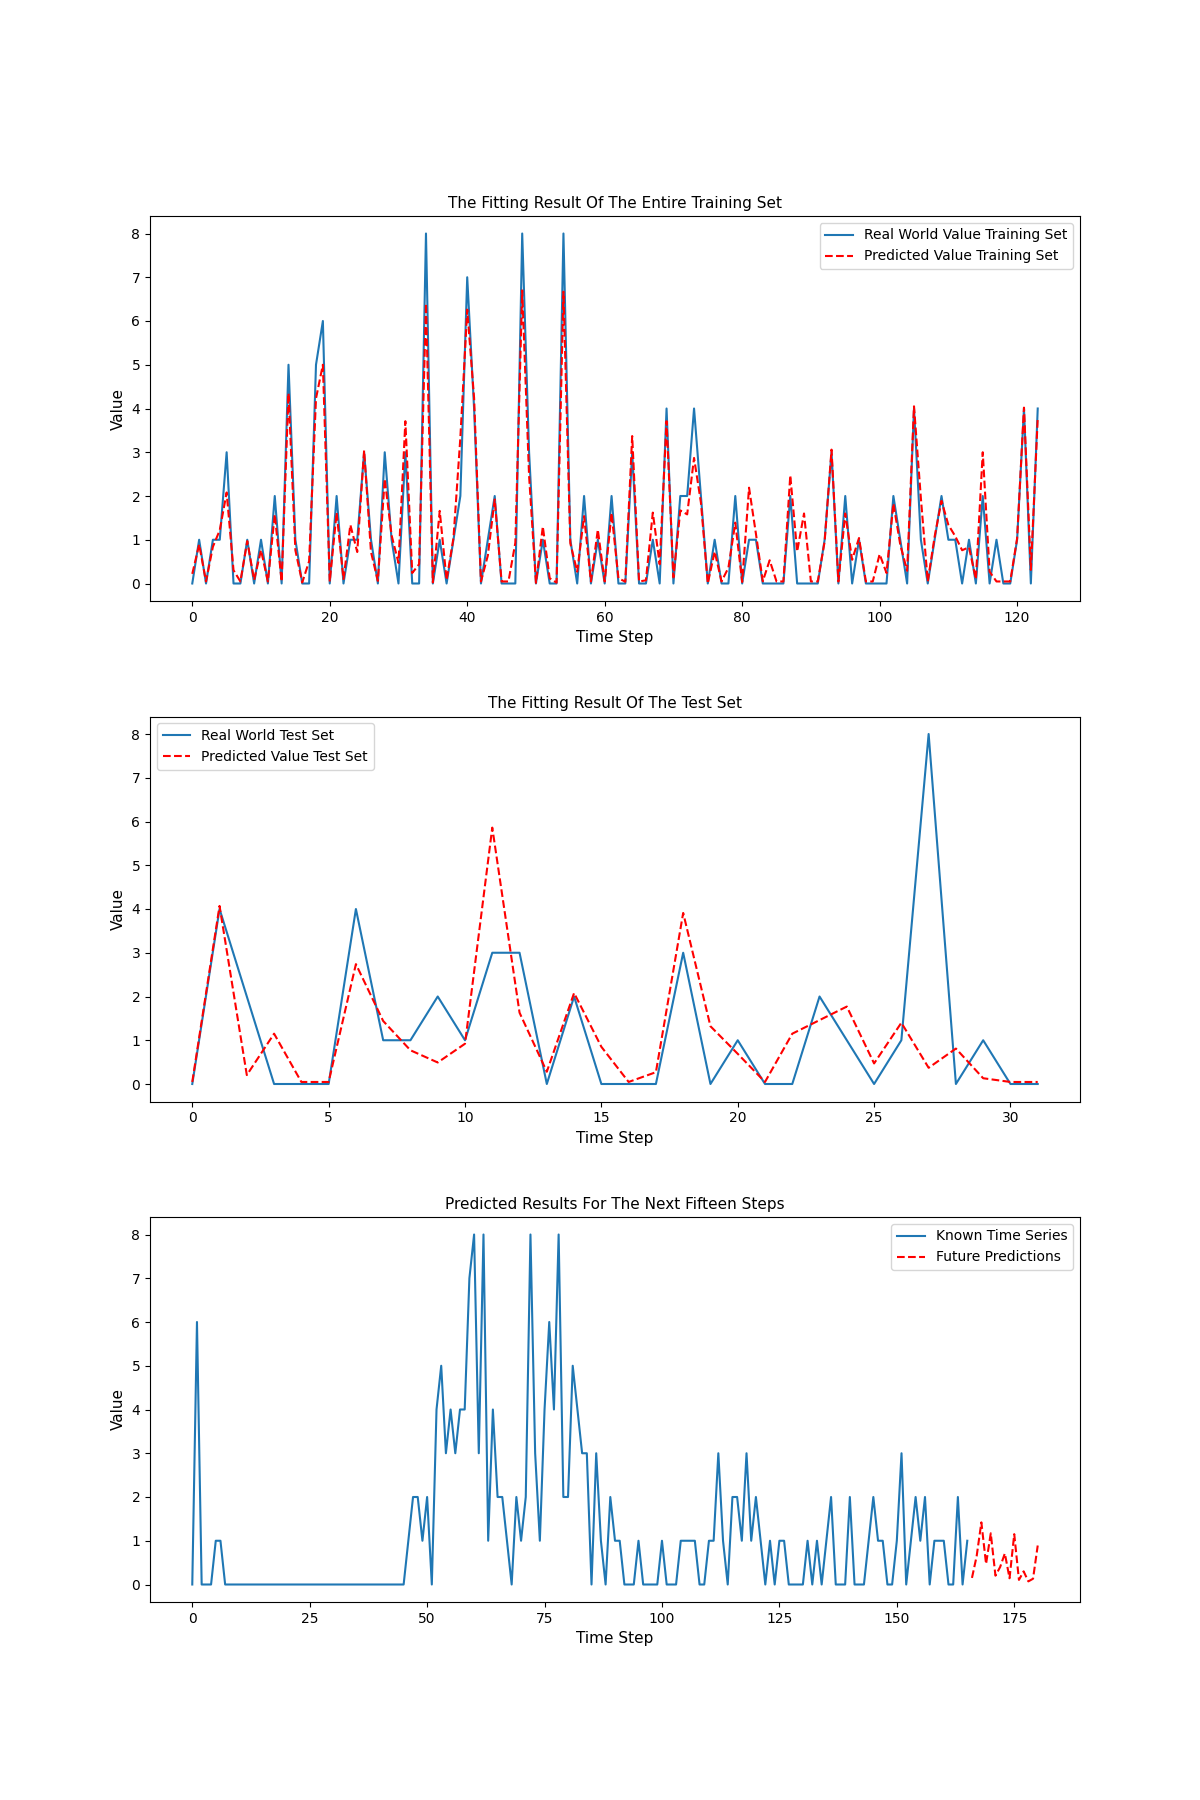 The Fitting Result Of The Entire Training Set
Real World Value Training Set
Predicted Value Training Set
Value
8
7
6
5
4
3
2
1
0
0 20 40 60 80 100 120
Time Step
The Fitting Result Of The Test Set
Real World Test Set
Predicted Value Test Set
Value
8
7
6
5
4
3
2
1
0
0 5 10 15 20 25 30
Time Step
Predicted Results For The Next Fifteen Steps
Known Time Series
Future Predictions
Value
8
7
6
5
4
3
2
1
0
0 25 50 75 100 125 150 175
Time Step